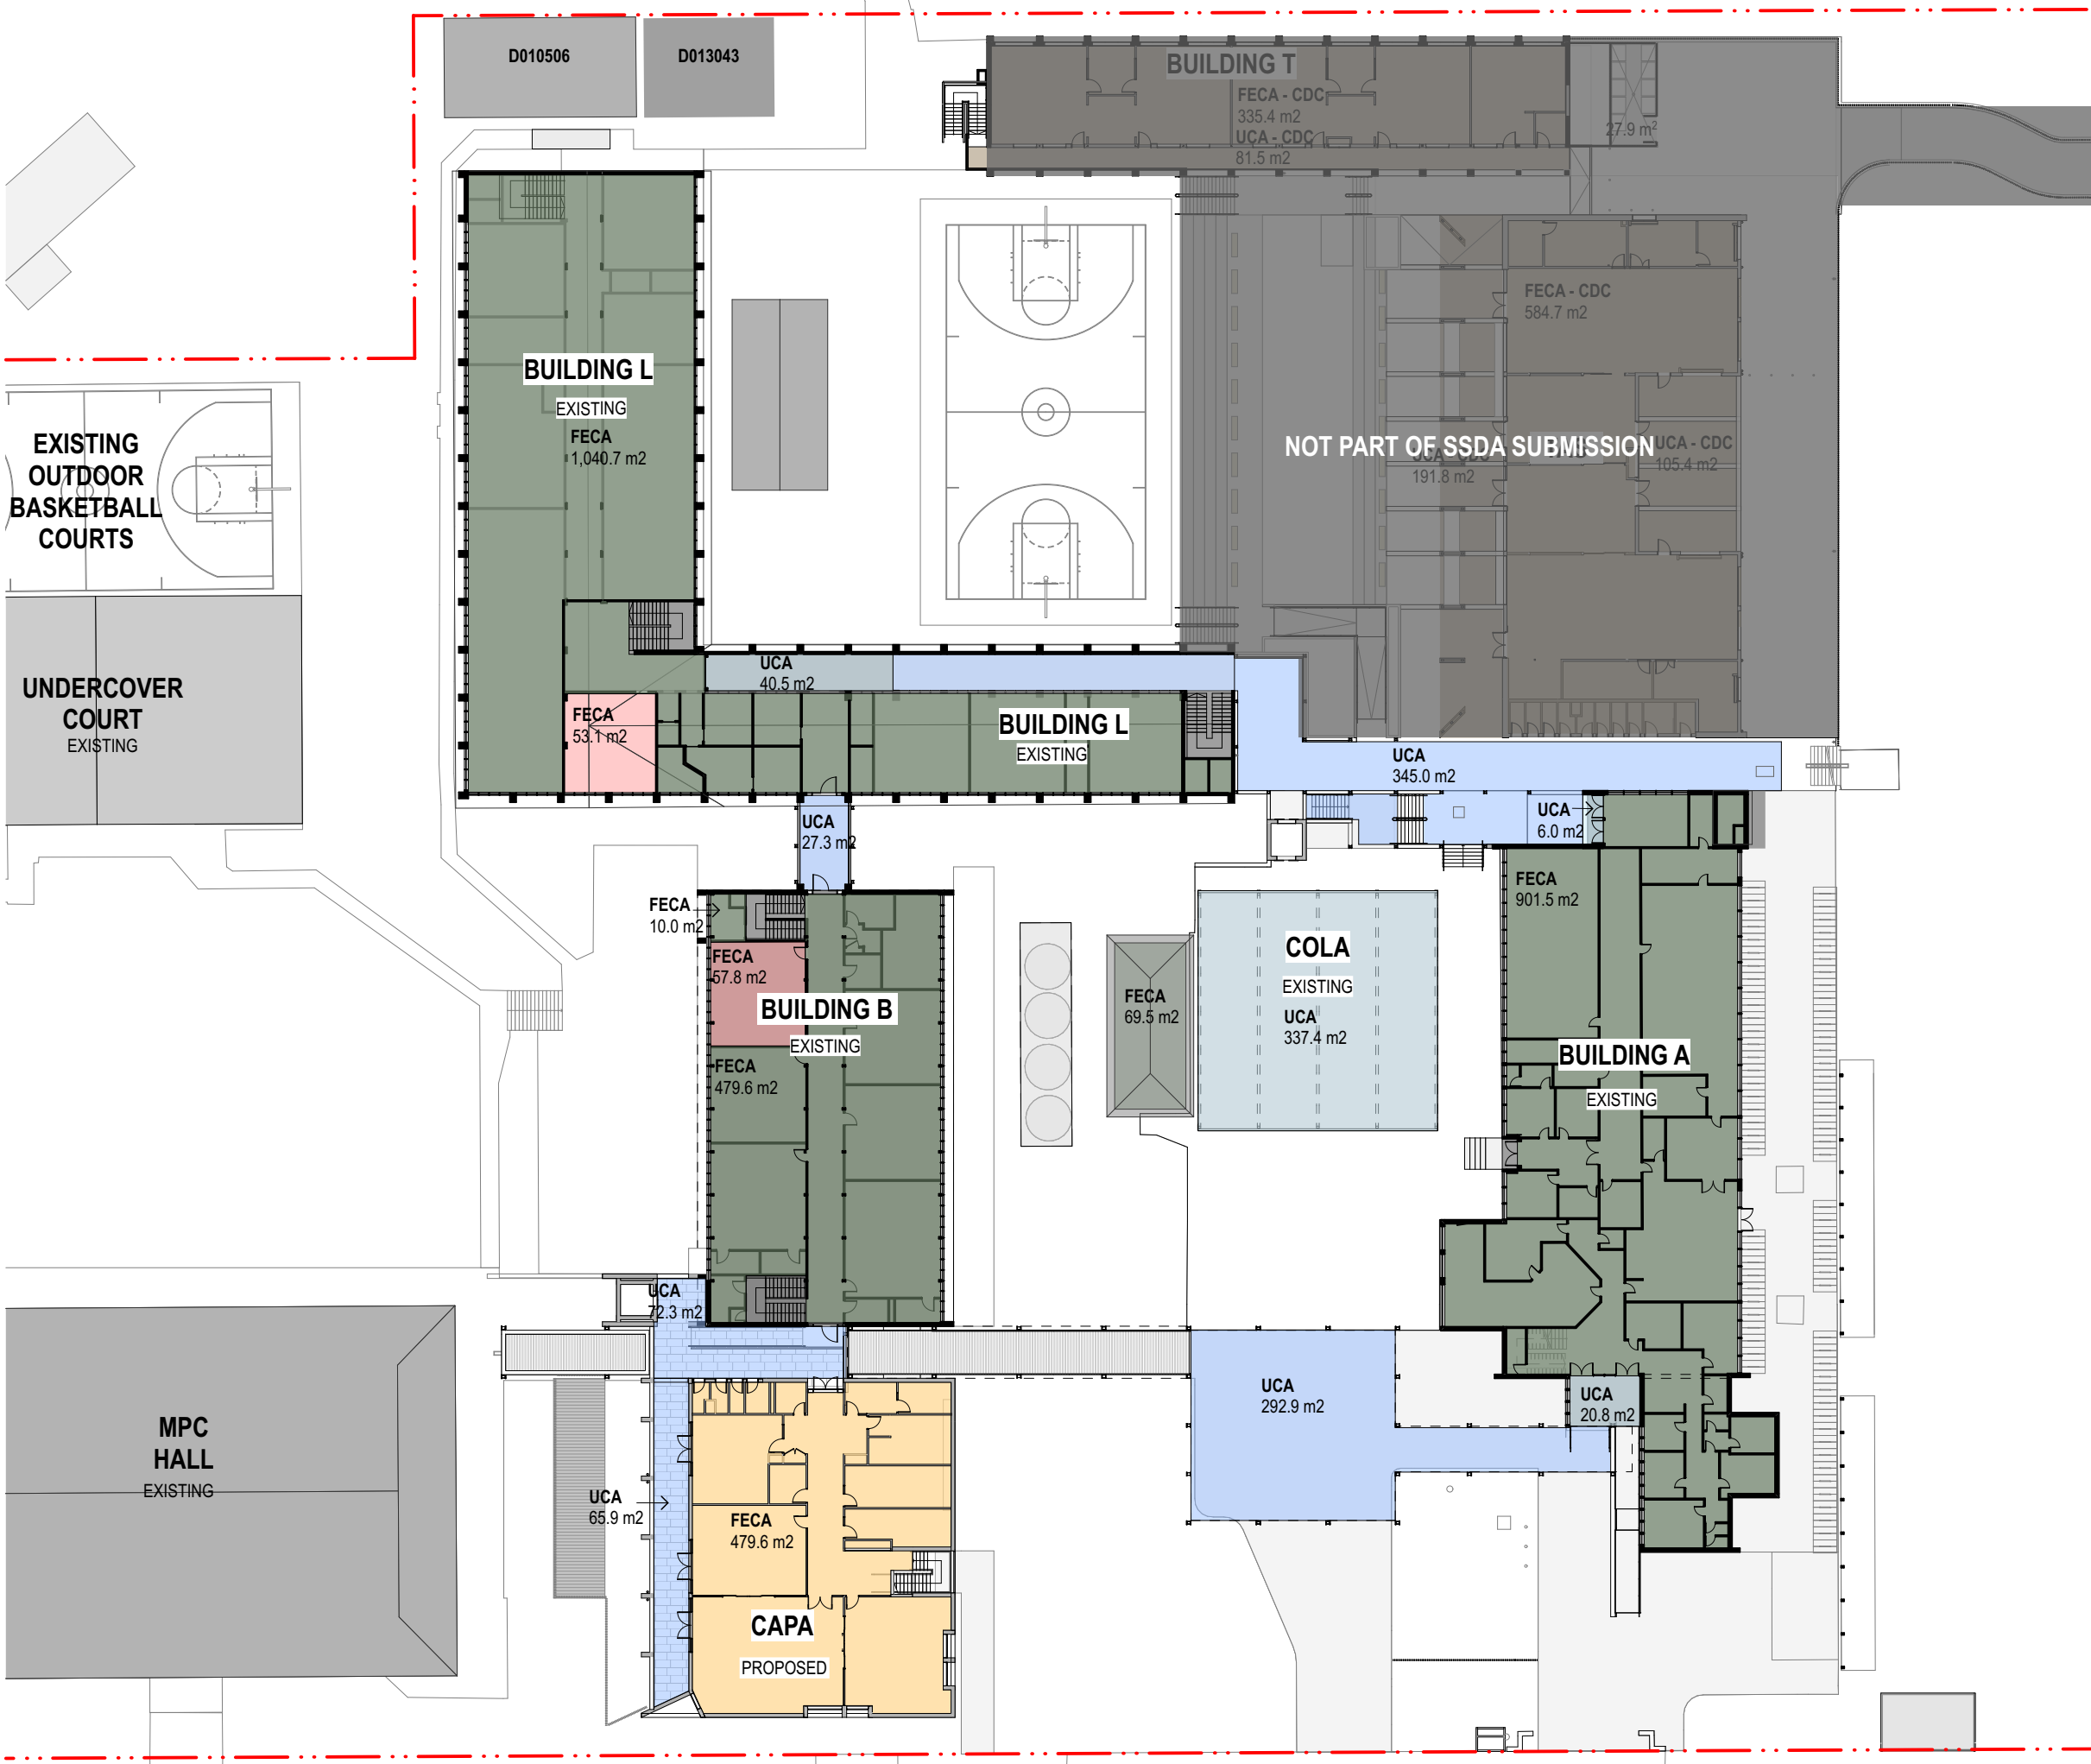 D010506
D013043
BUILDING T
FECA - CDC
335.4 m2
UCA - CDC
81.5 m2
27.9 m²
FECA - CDC
584.7 m2
BUILDING L
EXISTING
FECA
1,040.7 m2
EXISTING
OUTDOOR
BASKETBALL
COURTS
NOT PART OF SSDA SUBMISSION
UCA - CDC
191.8 m2
UCA - CDC
105.4 m2
UNDERCOVER
COURT
EXISTING
UCA
40.5 m2
FECA
53.1 m2
BUILDING L
EXISTING
UCA
345.0 m2
UCA
27.3 m2
UCA
6.0 m2
FECA
901.5 m2
FECA
10.0 m2
FECA
57.8 m2
BUILDING B
EXISTING
FECA
479.6 m2
FECA
69.5 m2
COLA
EXISTING
UCA
337.4 m2
BUILDING A
EXISTING
UCA
72.3 m2
UCA
292.9 m2
UCA
20.8 m2
MPC
HALL
EXISTING
UCA
65.9 m2
FECA
479.6 m2
CAPA
PROPOSED